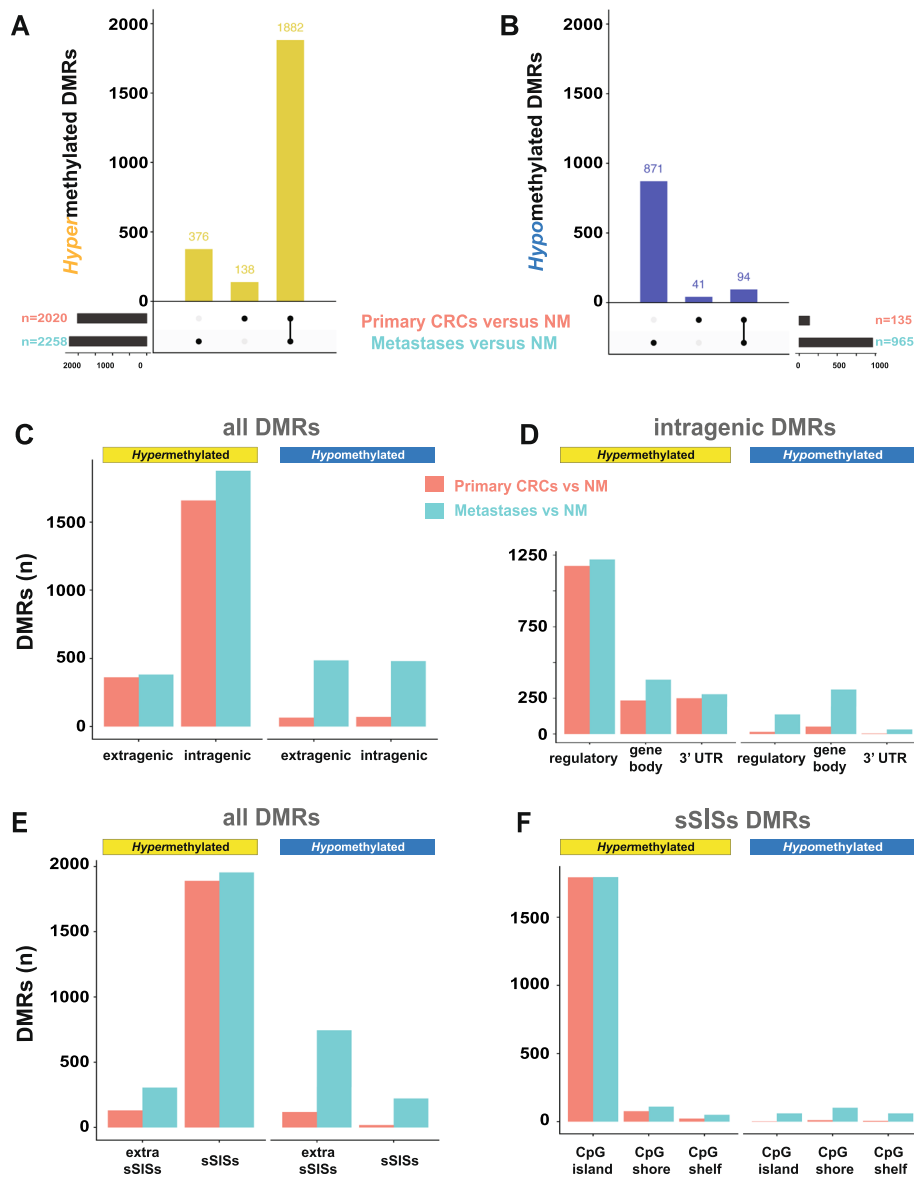 A
Hypermethylated DMRs
2000
1000
500
0
376
138
1882
n=2020
n=2258
2000
1000
0
Primary CRCs versus NM
Metastases versus NM
B
Hypomethylated DMRs
2000
1000
500
0
871
41
94
n=135
n=965
0
500
1000
C
all DMRs
Hypermethylated
Hypomethylated
DMRs (n)
1500
1000
500
0
extragenic
intragenic
extragenic
intragenic
Primary CRCs vs NM
Metastases vs NM
D
intragenic DMRs
Hypermethylated
Hypomethylated
1250
750
250
0
regulatory
gene
body
3' UTR
regulatory
gene
body
3' UTR
E
all DMRs
Hypermethylated
Hypomethylated
DMRs (n)
2000
1500
1000
500
0
extra
sSISs
sSISs
extra
sSISs
sSISs
F
sSISs DMRs
Hypermethylated
Hypomethylated
1500
1000
500
0
CpG
island
CpG
shore
CpG
shelf
CpG
island
CpG
shore
CpG
shelf